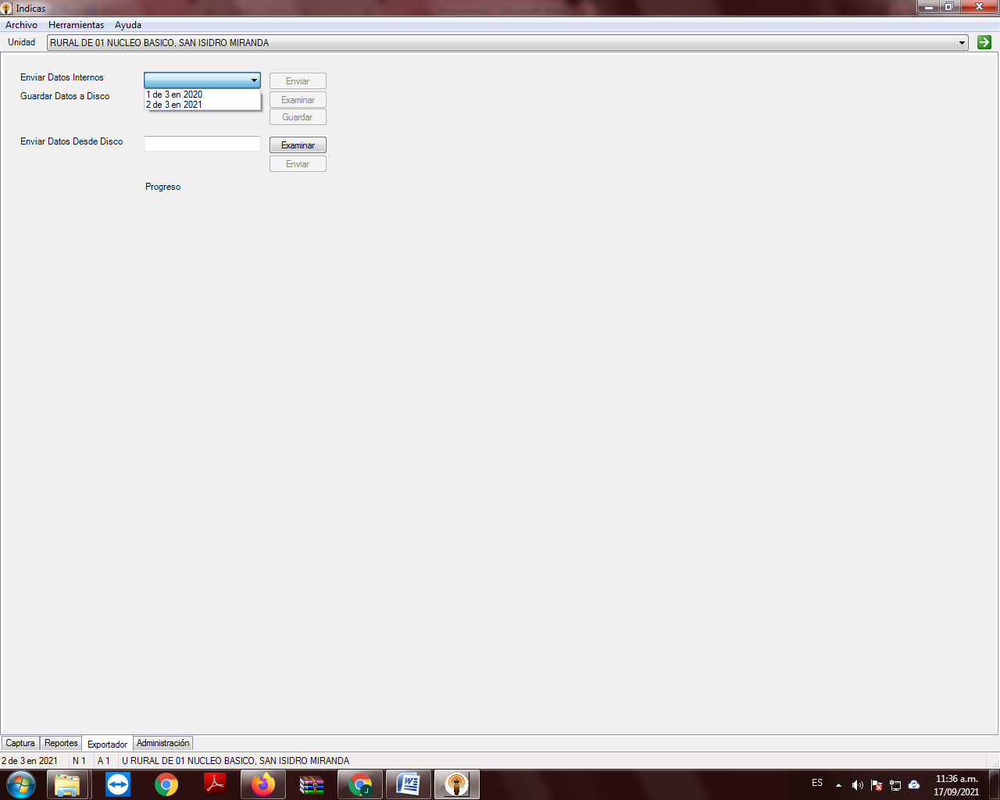 Indicas
Archivo Herramientas Ayuda
Unidad RURAL DE 01 NUCLEO BASICO, SAN ISIDRO MIRANDA
Enviar Datos Internos Enviar
Guardar Datos a Disco 1 de 3 en 2020 Examinar
2 de 3 en 2021
Guardar
Enviar Datos Desde Disco Examinar
Enviar
Progreso
Captura Reportes Exportador Administración
2 de 3 en 2021 N 1 A 1 U RURAL DE 01 NUCLEO BASICO, SAN ISIDRO MIRANDA
ES 11:36 a.m.
17/09/2021